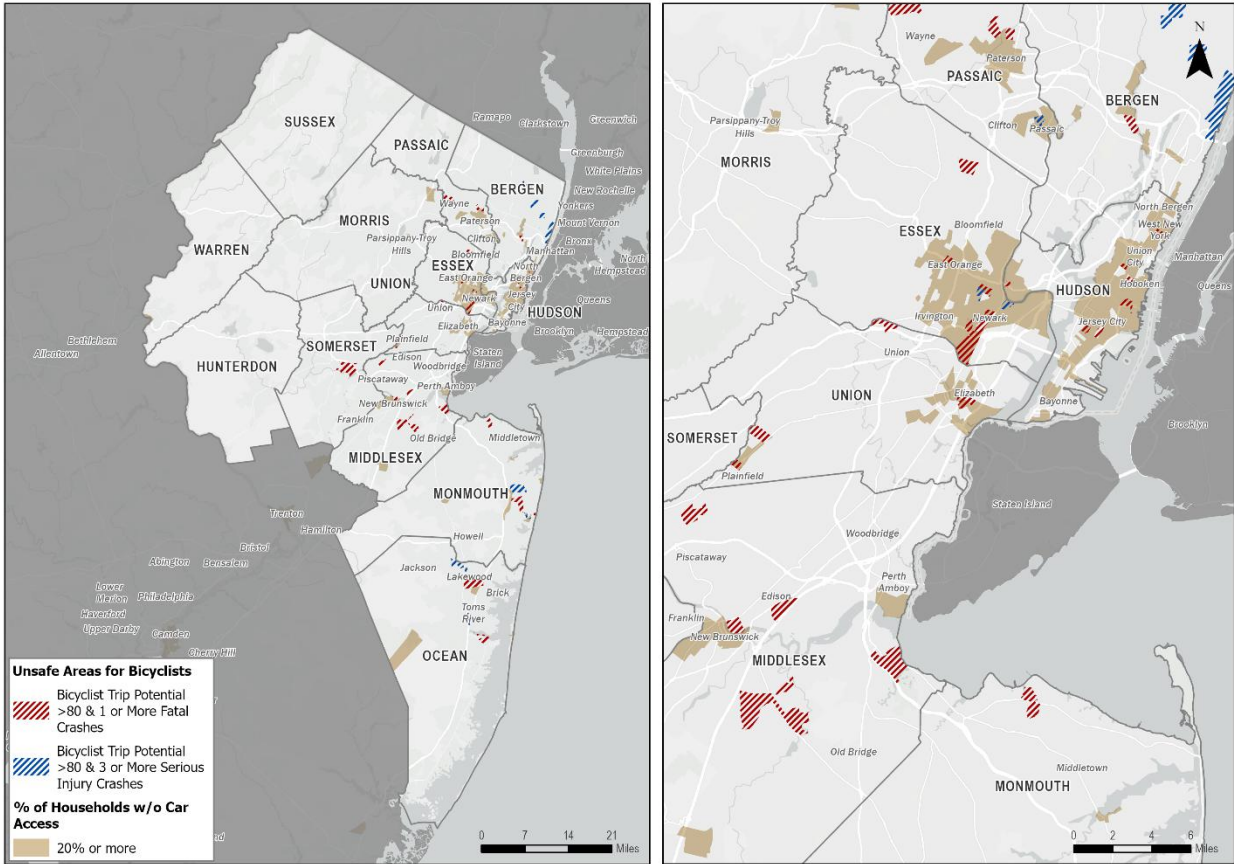 SUSSEX
PASSAIC
BERGEN
Ramapo
Clarkstown
Greenwich
Greenburgh
White Plains
New Rochelle
Yonkers
Mount Vernon
Bronx
North
Hempstead
Manhattan
Queens
Hempstead
Brooklyn
Staten
Island
WARREN
MORRIS
Parsippany-Troy
Hills
Wayne
Paterson
Clifton
Bloomfield
ESSEX
East Orange
Newark
North
Bergen
Jersey
City
HUDSON
Bayonne
UNION
Union
Elizabeth
HUNTERDON
SOMERSET
Plainfield
Edison
Woodbridge
Piscataway
Perth Amboy
New Brunswick
Franklin
Old Bridge
Middletown
MIDDLESEX
MONMOUTH
Howell
Jackson
Lakewood
Brick
Toms
River
OCEAN
Bethlehem
Allentown
Trenton
Hamilton
Bristol
Bensalem
Abington
Lower
Merion
Philadelphia
Haverford
Upper Darby
Camden
Cherry Hill
Unsafe Areas for Bicyclists
Bicyclist Trip Potential
>80 & 1 or More Fatal
Crashes
Bicyclist Trip Potential
>80 & 3 or More Serious
Injury Crashes
% of Households w/o Car
Access
20% or more
0 7 14 21
Miles
N
Wayne
Paterson
PASSAIC
BERGEN
Parsippany-Troy
Hills
Clifton
Passaic
MORRIS
North Bergen
West New
York
Union
City
Hoboken
Manhattan
Queens
ESSEX
Bloomfield
East Orange
Irvington
Newark
HUDSON
Jersey City
Union
UNION
Elizabeth
Bayonne
Brooklyn
SOMERSET
Plainfield
Staten Island
Woodbridge
Piscataway
Perth
Amboy
Edison
Franklin
New Brunswick
MIDDLESEX
Old Bridge
Middletown
MONMOUTH
0 2 4 6
Miles